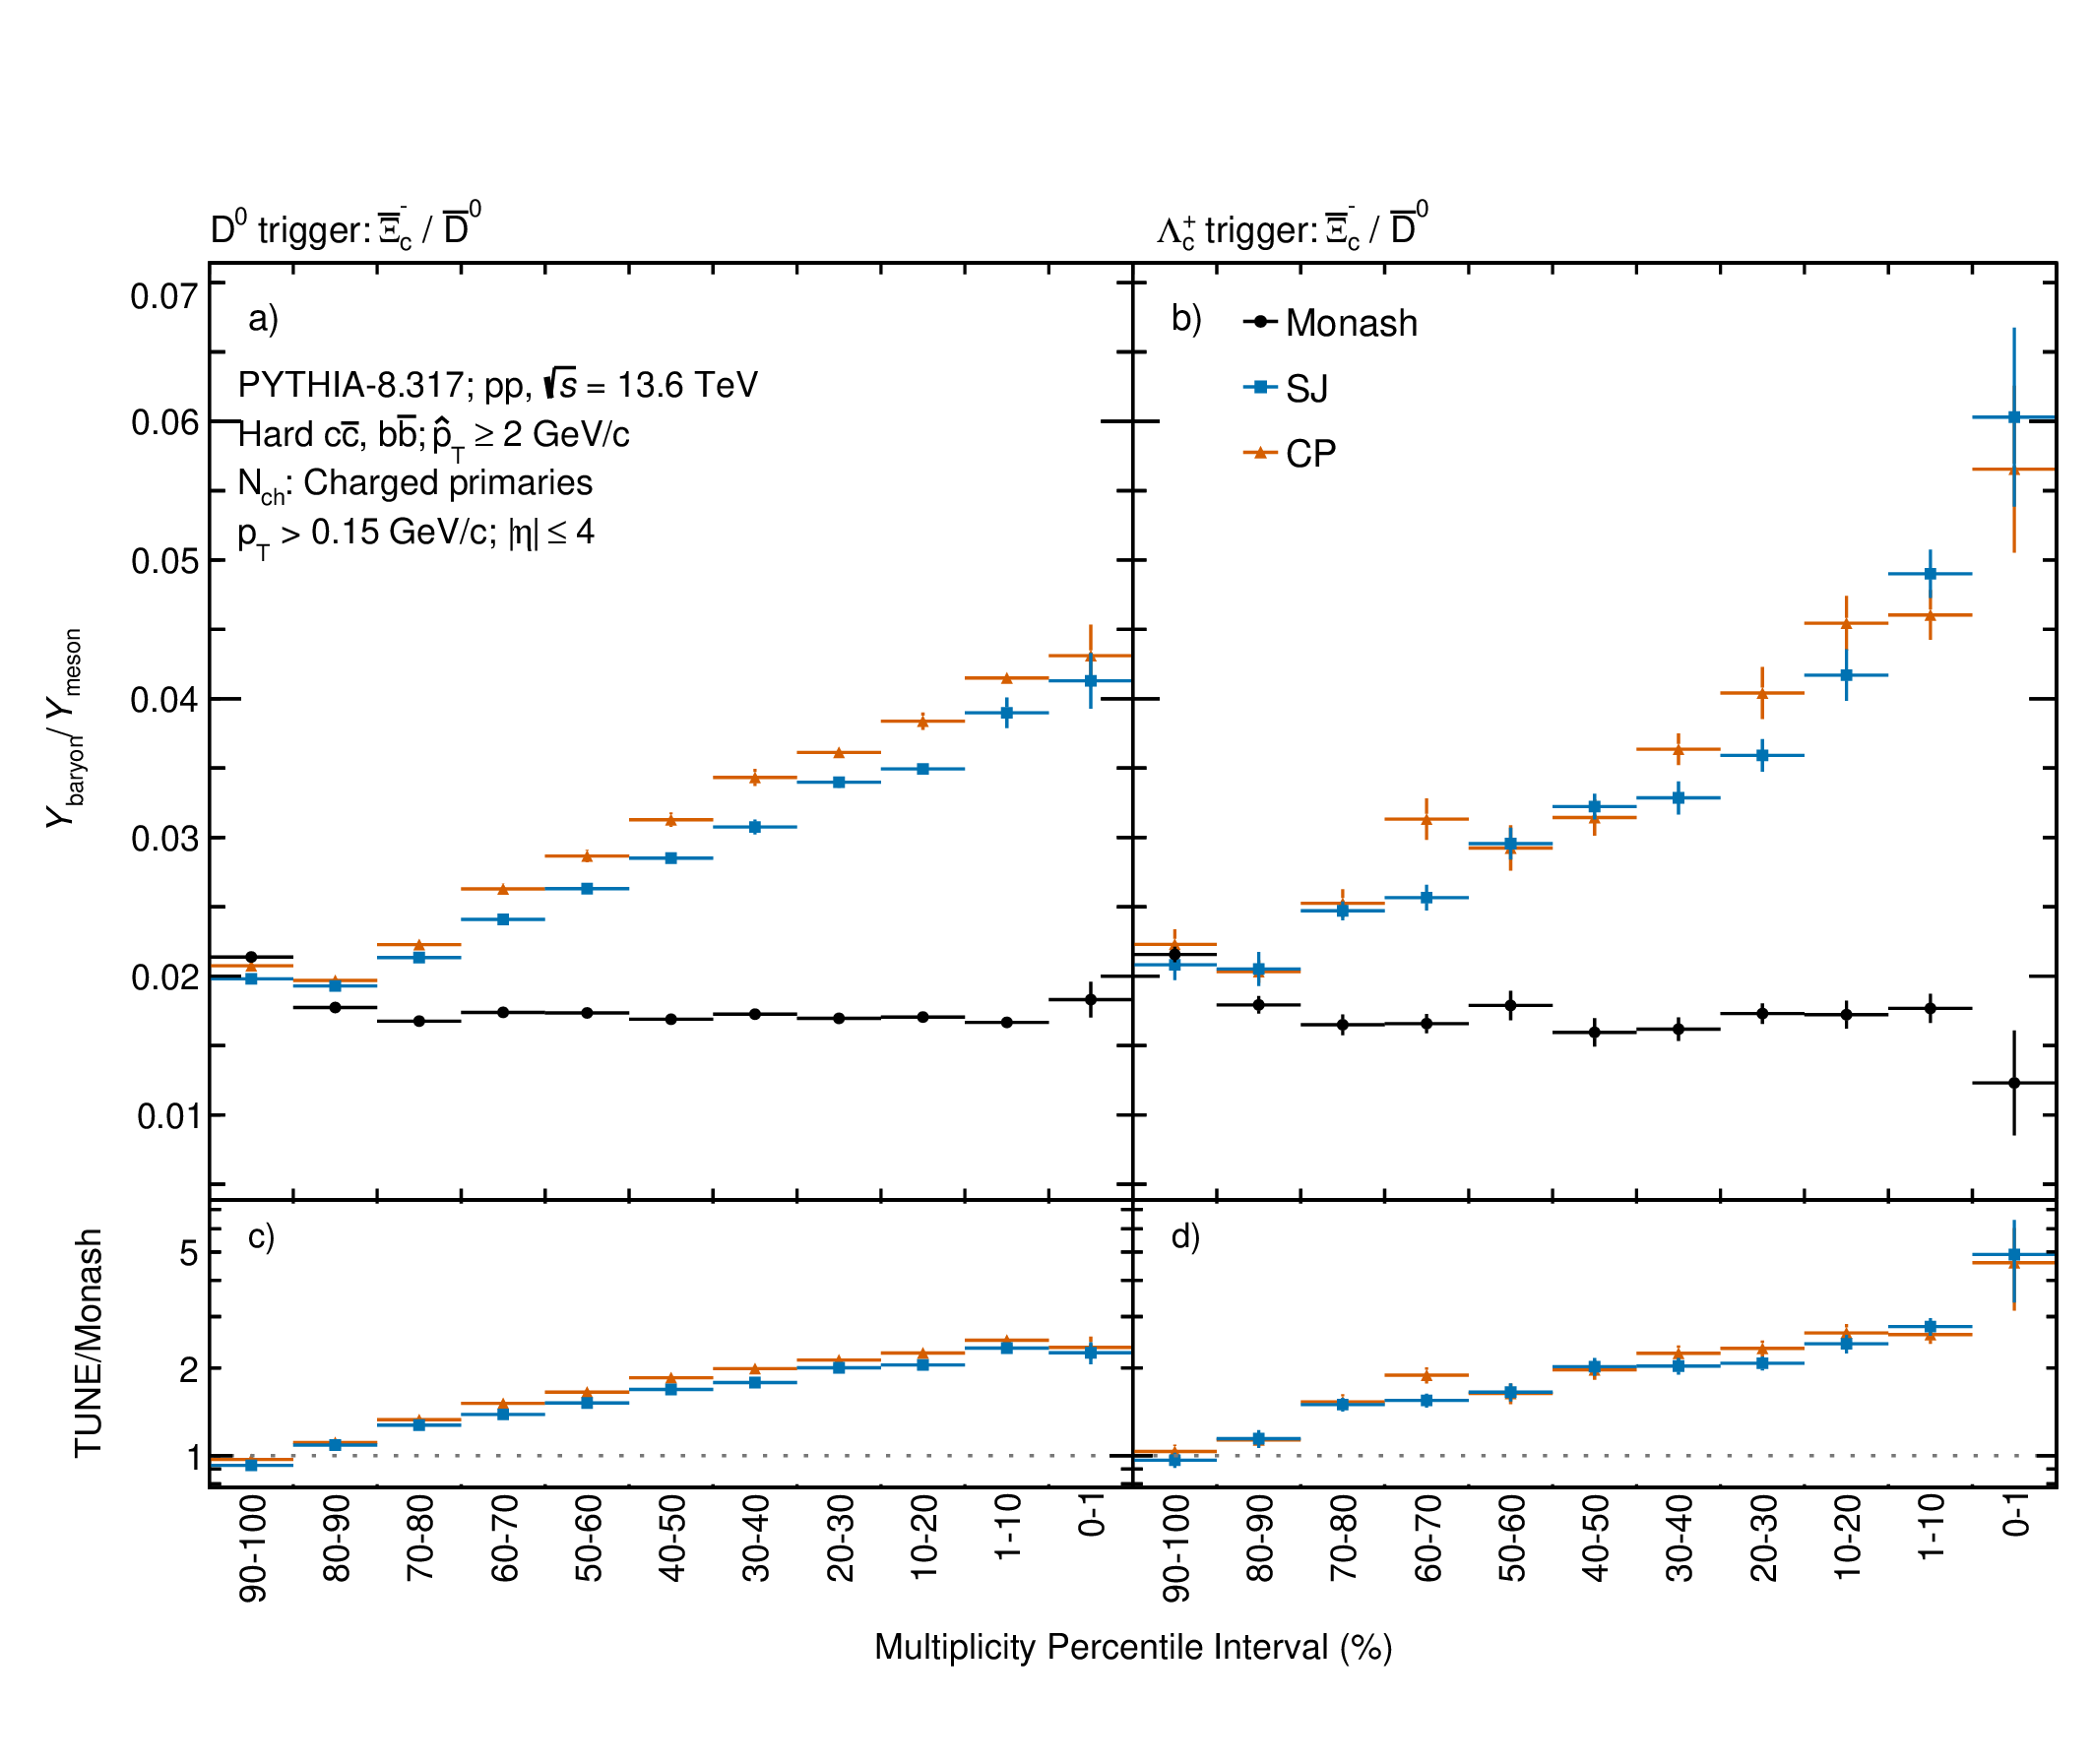 D⁰ trigger: Ξ̅c⁻ / D̅⁰
Λc⁺ trigger: Ξ̅c⁻ / D̅⁰
a)
PYTHIA-8.317; pp, √s = 13.6 TeV
Hard cc̅, bb̅; p̂T ≥ 2 GeV/c
Nch: Charged primaries
pT > 0.15 GeV/c; |η| ≤ 4
b)
Monash
SJ
CP
0.07
0.06
0.05
0.04
0.03
0.02
0.01
Ybaryon/Ymeson
c)
d)
5
2
1
TUNE/Monash
90-100 80-90 70-80 60-70 50-60 40-50 30-40 20-30 10-20 1-10 0-1
90-100 80-90 70-80 60-70 50-60 40-50 30-40 20-30 10-20 1-10 0-1
Multiplicity Percentile Interval (%)